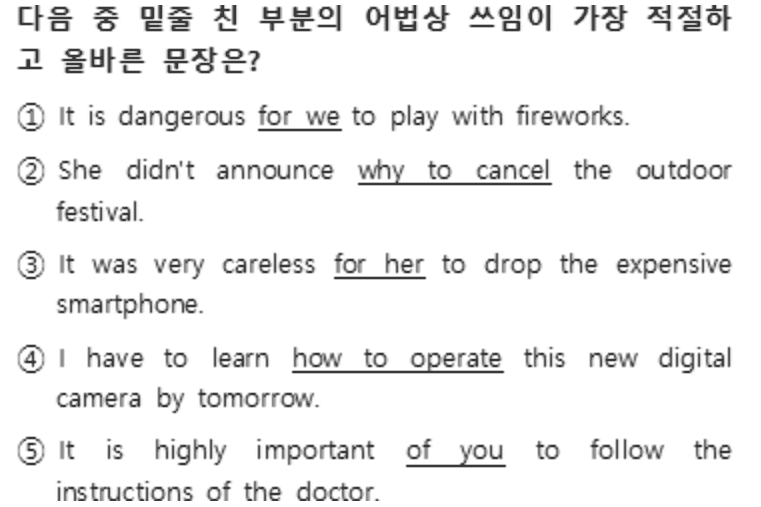 다음 중 밑줄 친 부분의 어법상 쓰임이 가장 적절하
고 올바른 문장은?
① It is dangerous for we to play with fireworks.
② She didn't announce why to cancel the outdoor
festival.
③ It was very careless for her to drop the expensive
smartphone.
④ I have to learn how to operate this new digital
camera by tomorrow.
⑤ It is highly important of you to follow the
instructions of the doctor.